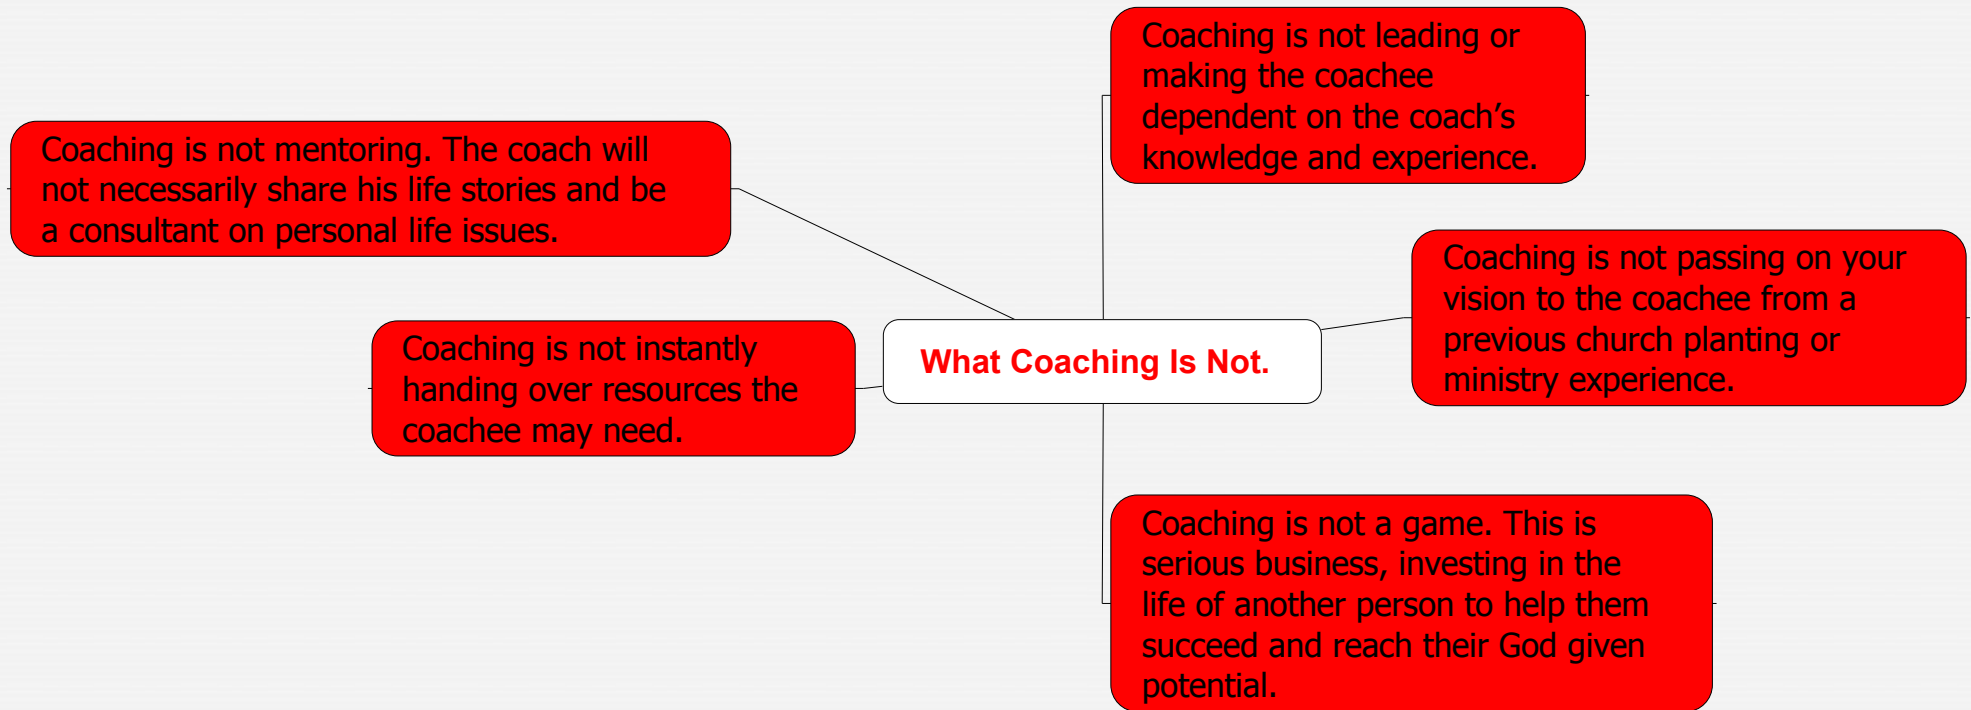 Coaching is not leading or
making the coachee
dependent on the coach’s
knowledge and experience.
Coaching is not mentoring. The coach will
not necessarily share his life stories and be
a consultant on personal life issues.
Coaching is not passing on your
vision to the coachee from a
previous church planting or
ministry experience.
What Coaching Is Not.
Coaching is not instantly
handing over resources the
coachee may need.
Coaching is not a game. This is
serious business, investing in the
life of another person to help them
succeed and reach their God given
potential.